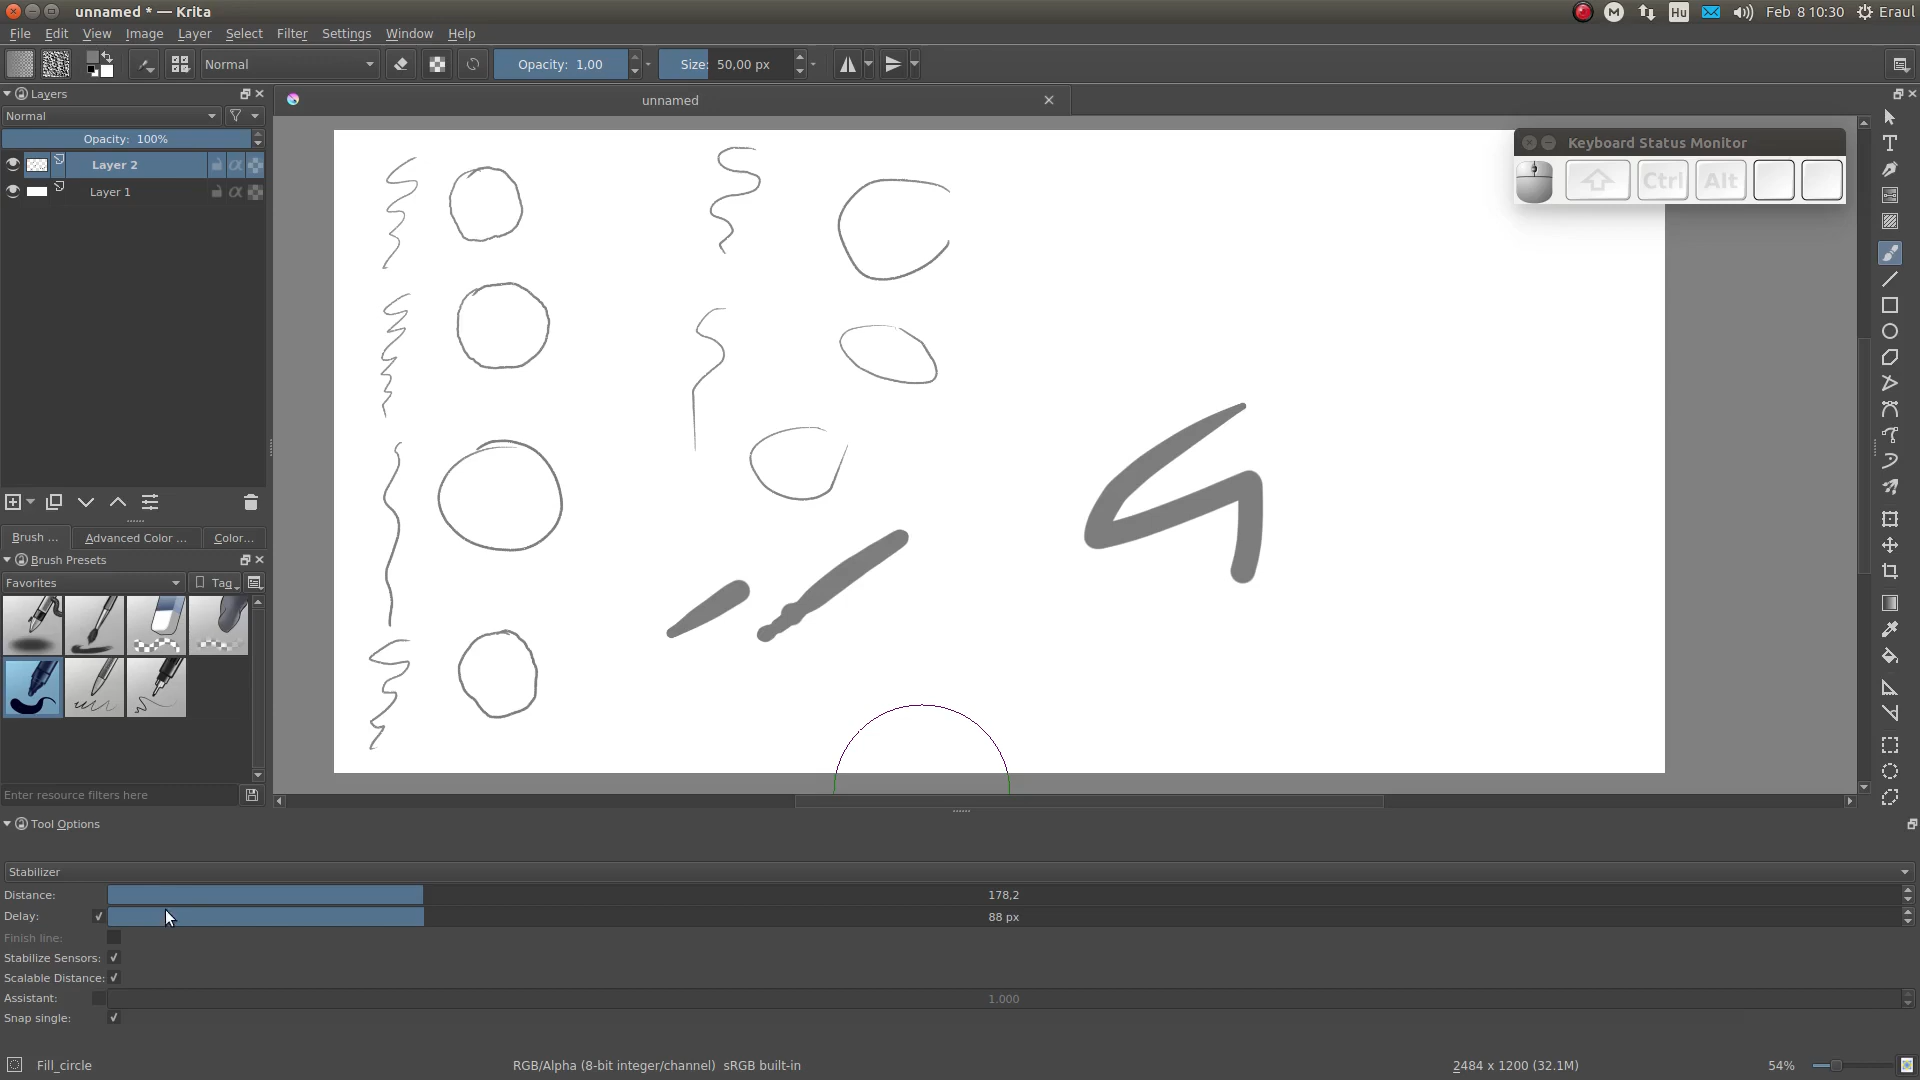 unnamed * — Krita
Hu
Feb 8 10:30
Eraul
File Edit View Image Layer Select Filter Settings Window Help
Normal
Opacity: 1,00
Size: 50,00 px
Layers
unnamed
Normal
Opacity: 100%
Keyboard Status Monitor
Layer 2
Ctrl
Alt
Layer 1
Brush ...
Advanced Color ...
Color...
Brush Presets
Favorites
Tag
Enter resource filters here
Tool Options
Stabilizer
Distance:
178,2
Delay:
88 px
Finish line:
Stabilize Sensors:
Scalable Distance:
Assistant:
1.000
Snap single:
Fill_circle
RGB/Alpha (8-bit integer/channel) sRGB built-in
2484 x 1200 (32.1M)
54%